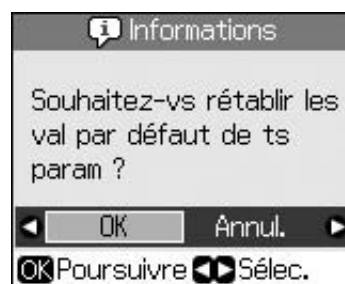 Informations
Souhaitez-vs rétablir les
val par défaut de ts
param ?
OK Annul.
OK Poursuivre Sélec.